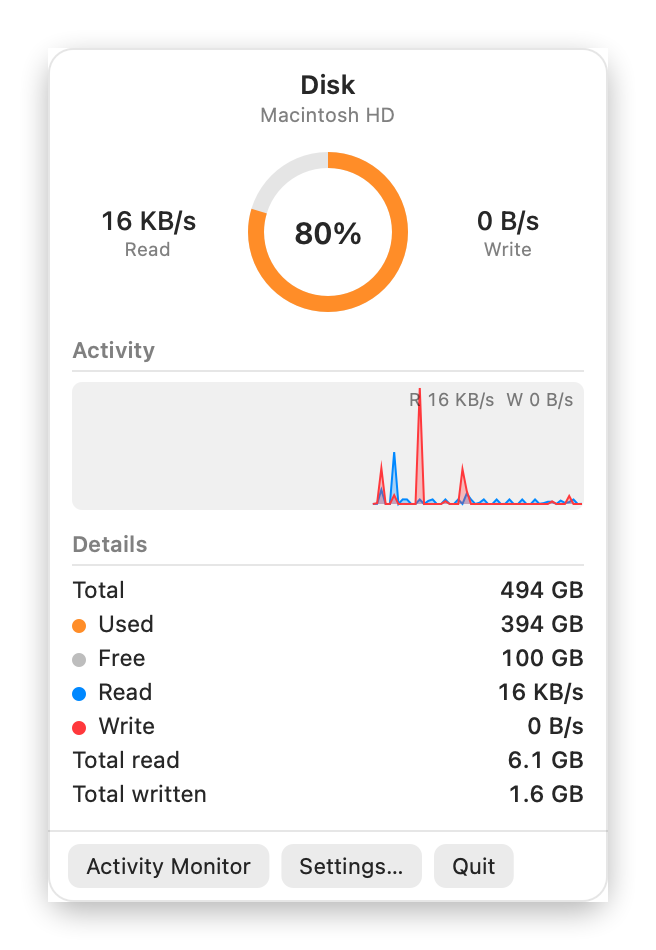 Disk
Macintosh HD
16 KB/s
Read
80%
0 B/s
Write
Activity
R 16 KB/s W 0 B/s
Details
Total 494 GB
Used 394 GB
Free 100 GB
Read 16 KB/s
Write 0 B/s
Total read 6.1 GB
Total written 1.6 GB
Activity Monitor Settings... Quit